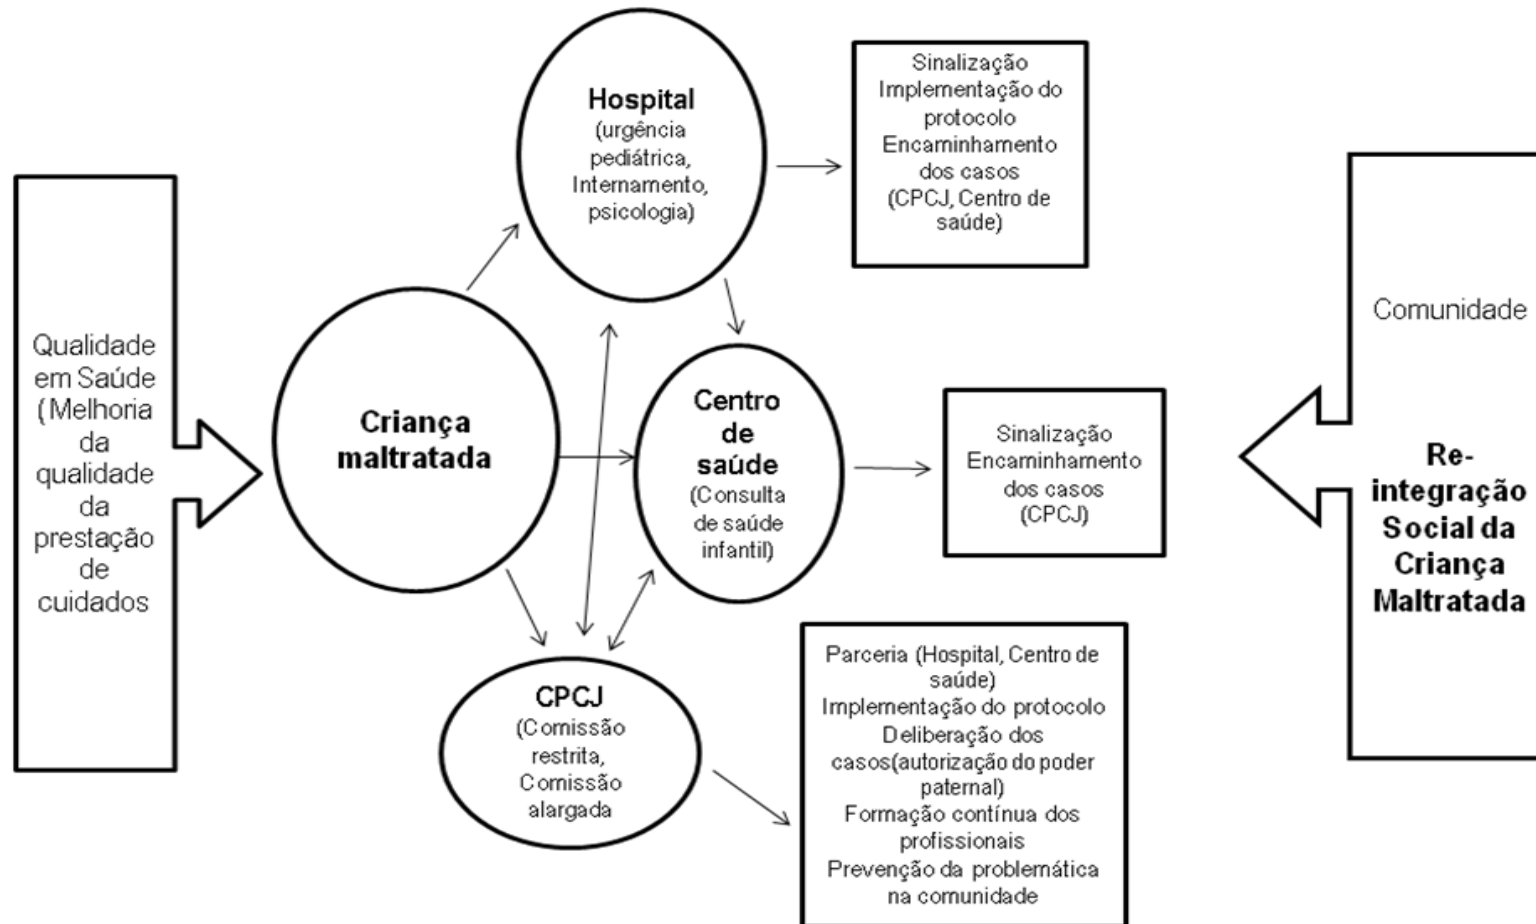 Qualidade
em Saúde
( Melhoria
da
qualidade
da
prestação
de
cuidados
Criança
maltratada
Hospital
(urgência
pediátrica,
Internamento,
psicologia)
Sinalização
Implementação do
protocolo
Encaminhamento
dos casos
(CPCJ, Centro de
saúde)
Centro
de
saúde
(Consulta
de saúde
infantil)
Sinalização
Encaminhamento
dos casos
(CPCJ)
CPCJ
(Comissão
restrita,
Comissão
alargada
Parceria (Hospital, Centro de
saúde)
Implementação do protocolo
Deliberação dos
casos(autorização do poder
paternal)
Formação contínua dos
profissionais
Prevenção da problemática
na comunidade
Comunidade
Re-
integração
Social da
Criança
Maltratada